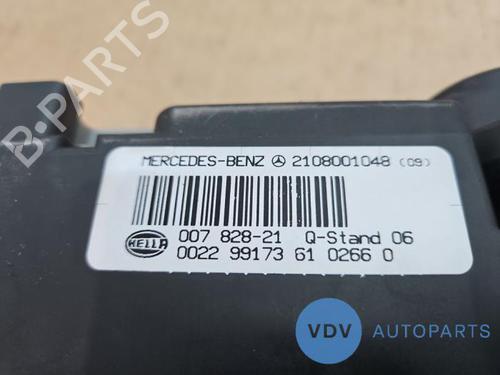 B-PARTS
MERCEDES-BENZ 2108001048 (09)
HELLA 007 828-21 Q-Stand 06
0022 99173 61 0266 0
VDV AUTOPARTS